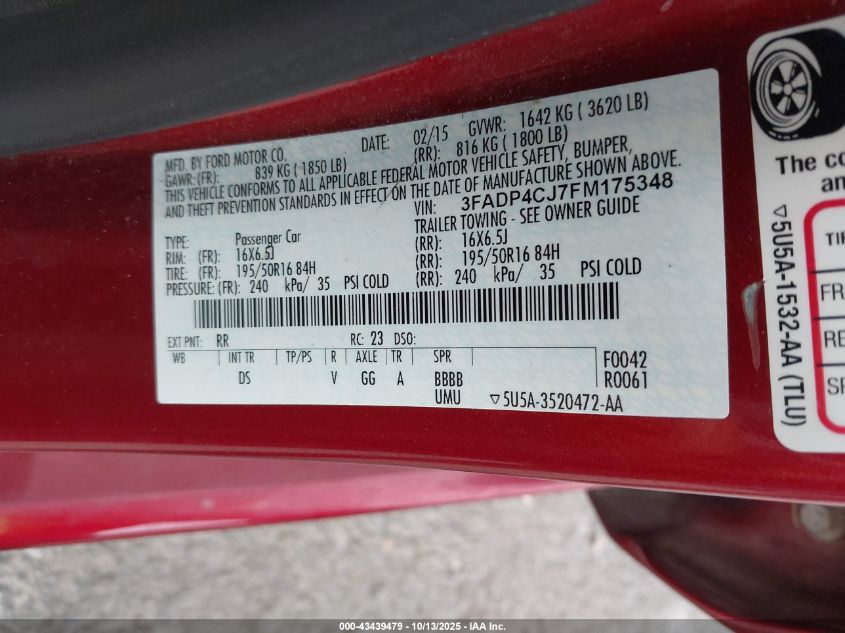 MFD. BY FORD MOTOR CO. DATE: 02/15 GVWR: 1642 KG ( 3620 LB)
GAWR: (FR): 839 KG ( 1850 LB) (RR): 816 KG ( 1800 LB)
THIS VEHICLE CONFORMS TO ALL APPLICABLE FEDERAL MOTOR VEHICLE SAFETY, BUMPER,
AND THEFT PREVENTION STANDARDS IN EFFECT ON THE DATE OF MANUFACTURE SHOWN ABOVE.
VIN: 3FADP4CJ7FM175348
TRAILER TOWING - SEE OWNER GUIDE
TYPE: Passenger Car
RIM: (FR): 16X6.5J (RR): 16X6.5J
TIRE: (FR): 195/50R16 84H (RR): 195/50R16 84H
PRESSURE: (FR): 240 kPa/ 35 PSI COLD (RR): 240 kPa/ 35 PSI COLD
EXT PNT: RR RC: 23 DSO:
WB INT TR TP/PS R AXLE TR SPR F0042
DS V GG A BBBB R0061
UMU ▽5U5A-3520472-AA
The co
an
▽5U5A-1532-AA (TLU)
TIR
FR
RE
SP
000-43439479 - 10/13/2025 - IAA Inc.